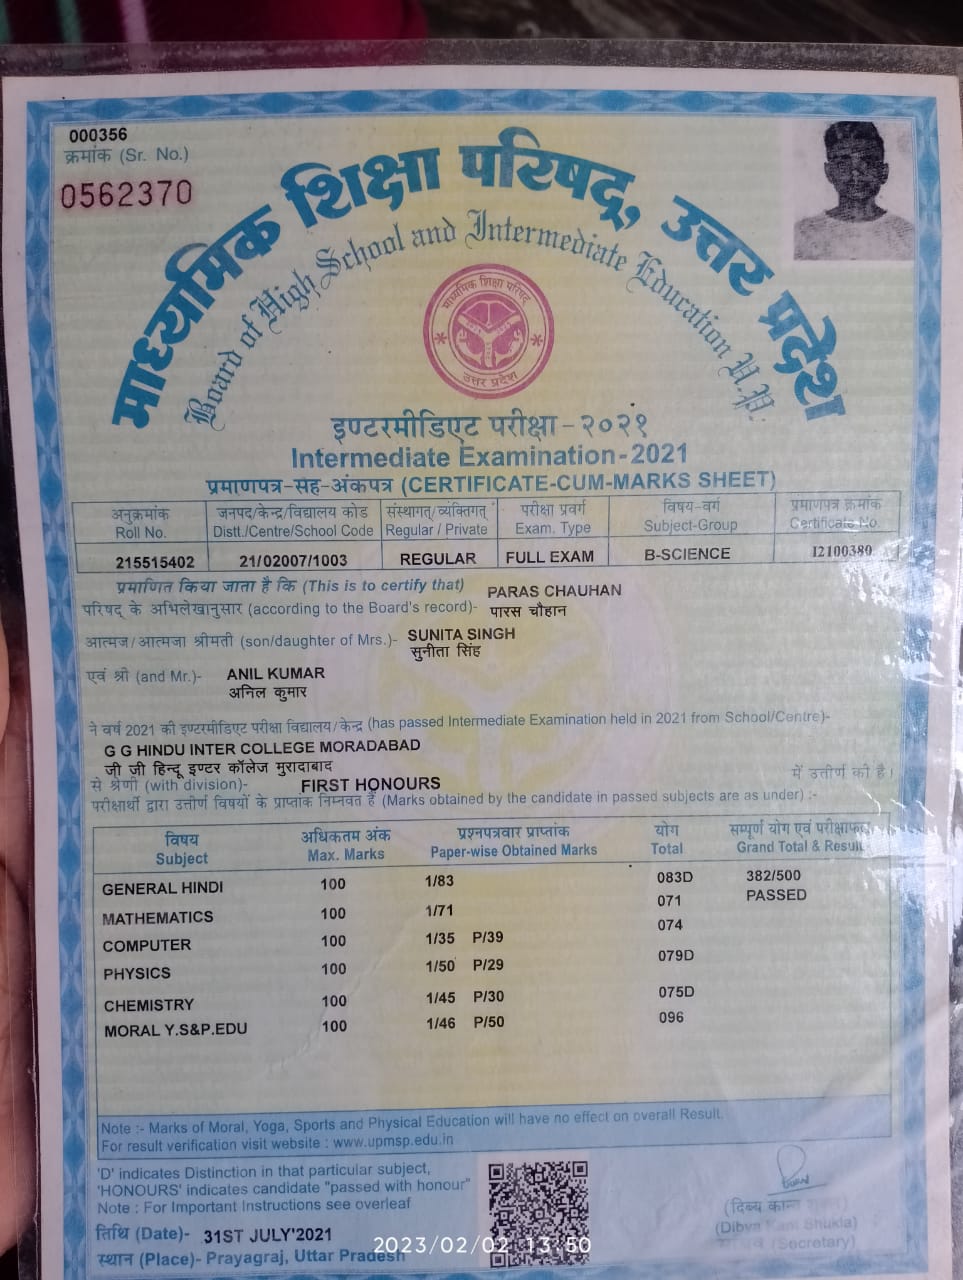 000356
क्रमांक (Sr. No.)
0562370
माध्यमिक शिक्षा परिषद्, उत्तर प्रदेश
Board of High School and Intermediate Education U.P.
माध्यमिक शिक्षा परिषद्
उत्तर प्रदेश
इण्टरमीडिएट परीक्षा - २०२१
Intermediate Examination - 2021
प्रमाणपत्र-सह-अंकपत्र (CERTIFICATE-CUM-MARKS SHEET)
अनुक्रमांक जनपद/केन्द्र/विद्यालय कोड संस्थागत्/व्यक्तिगत् परीक्षा प्रवर्ग विषय-वर्ग प्रमाणपत्र क्रमांक
Roll No. Distt./Centre/School Code Regular / Private Exam. Type Subject-Group Certificate No.
215515402 21/02007/1003 REGULAR FULL EXAM B-SCIENCE 12100380
प्रमाणित किया जाता है कि (This is to certify that) PARAS CHAUHAN
परिषद् के अभिलेखानुसार (according to the Board's record)- पारस चौहान
आत्मज/आत्मजा श्रीमती (son/daughter of Mrs.)- SUNITA SINGH
सुनीता सिंह
एवं श्री (and Mr.)- ANIL KUMAR
अनिल कुमार
ने वर्ष 2021 की इण्टरमीडिएट परीक्षा विद्यालय/केन्द्र (has passed Intermediate Examination held in 2021 from School/Centre)-
G G HINDU INTER COLLEGE MORADABAD
जी जी हिन्दू इण्टर कॉलेज मुरादाबाद
से श्रेणी (with division)- FIRST HONOURS में उत्तीर्ण की है।
परीक्षार्थी द्वारा उत्तीर्ण विषयों के प्राप्तांक निम्नवत हैं (Marks obtained by the candidate in passed subjects are as under) :-
विषय अधिकतम अंक प्रश्नपत्रवार प्राप्तांक योग सम्पूर्ण योग एवं परीक्षाफल
Subject Max. Marks Paper-wise Obtained Marks Total Grand Total & Result
GENERAL HINDI 100 1/83 083D 382/500
MATHEMATICS 100 1/71 071 PASSED
COMPUTER 100 1/35 P/39 074
PHYSICS 100 1/50 P/29 079D
CHEMISTRY 100 1/45 P/30 075D
MORAL Y.S&P.EDU 100 1/46 P/50 096
Note :- Marks of Moral, Yoga, Sports and Physical Education will have no effect on overall Result.
For result verification visit website : www.upmsp.edu.in
'D' indicates Distinction in that particular subject,
'HONOURS' indicates candidate "passed with honour"
Note : For Important Instructions see overleaf
तिथि (Date)- 31ST JULY'2021
स्थान (Place)- Prayagraj, Uttar Pradesh
(दिव्य कान्त शुक्ल)
(Dibya Kant Shukla)
(Secretary)
2023/02/02 13:50